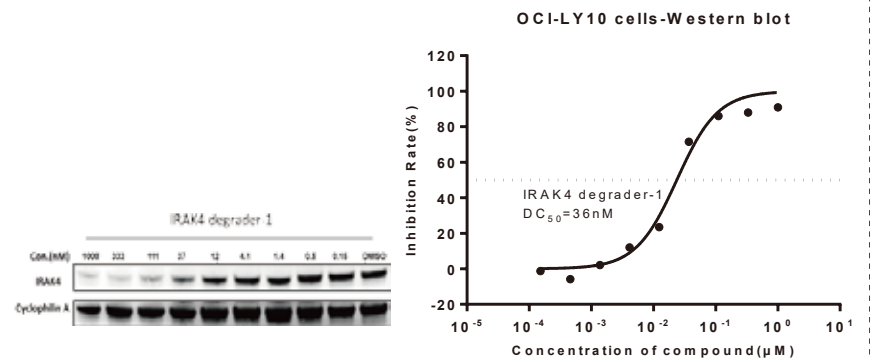 OCI-LY10 cells-Western blot
IRAK4 degrader-1
Con.(nM) 1000 333 111 37 12 4.1 1.4 0.5 0.15 DMSO
IRAK4
Cyclophilin A
Inhibition Rate(%)
120
100
80
60
40
20
0
-20
IRAK4 degrader-1
DC₅₀=36nM
10⁻⁵ 10⁻⁴ 10⁻³ 10⁻² 10⁻¹ 10⁰ 10¹
Concentration of compound(μM)